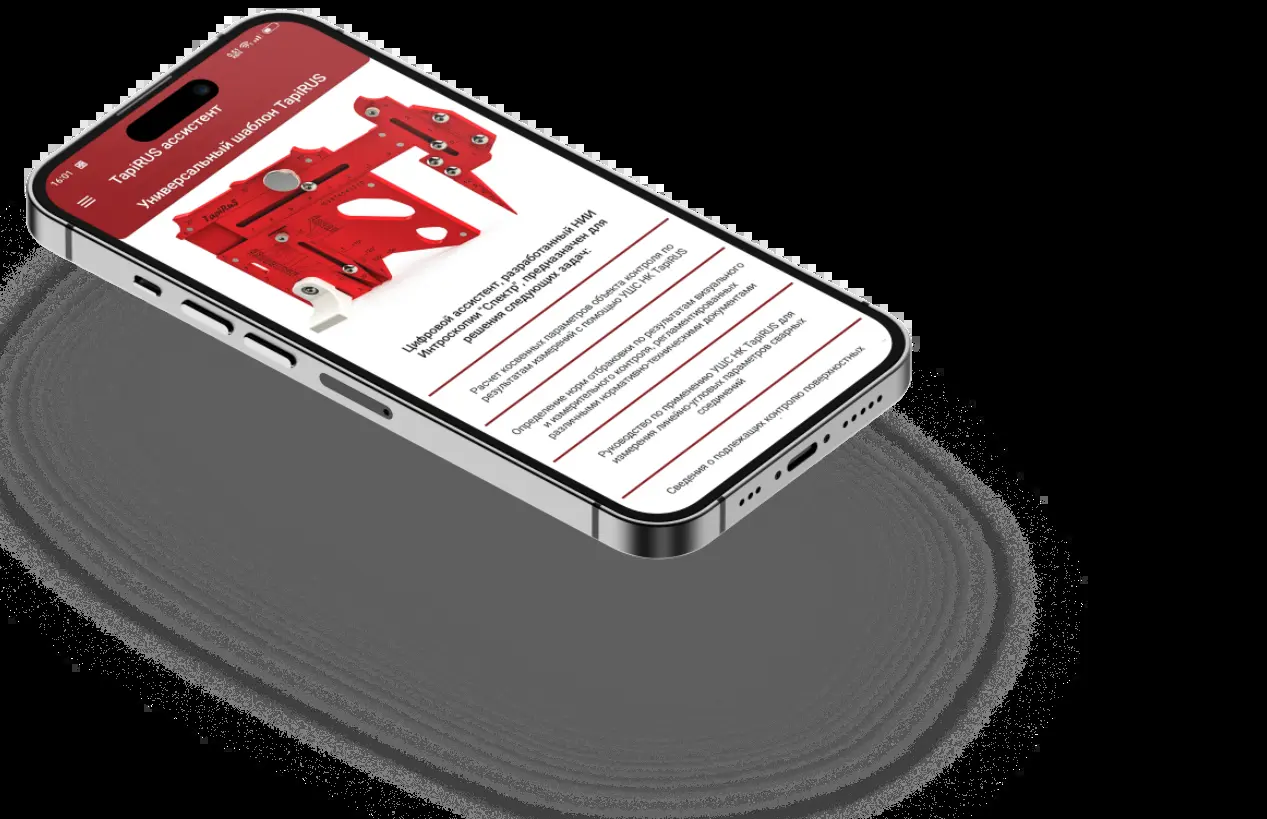 16:01
TapiRUS ассистент
Универсальный шаблон TapiRUS
TapiRUS
Цифровой ассистент, разработанный НИИ
Интроскопии "Спектр", предназначен для
решения следующих задач:
Расчет косвенных параметров объекта контроля по
результатам измерений с помощью УШС НК TapiRUS
Определение норм отбраковки по результатам визуального
и измерительного контроля, регламентированных
различными нормативно-техническими документами
Руководство по применению УШС НК TapiRUS для
измерения линейно-угловых параметров сварных
соединений
Сведения о подлежащих контролю поверхностных